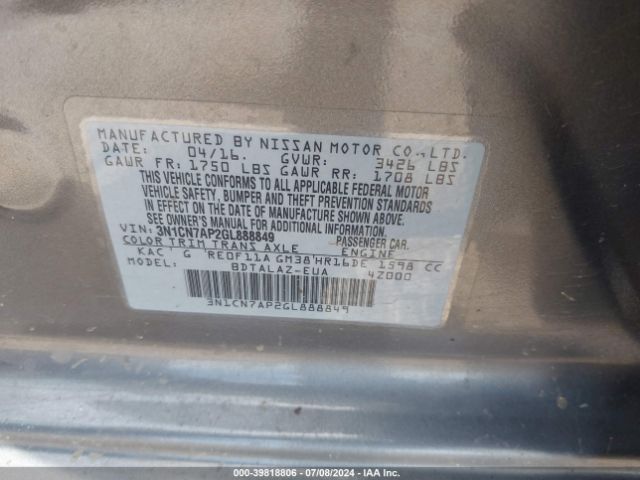 MANUFACTURED BY NISSAN MOTOR CO.,LTD.
DATE: 04/16. GVWR: 3426 LBS
GAWR FR: 1750 LBS GAWR RR: 1708 LBS
THIS VEHICLE CONFORMS TO ALL APPLICABLE FEDERAL MOTOR
VEHICLE SAFETY, BUMPER AND THEFT PREVENTION STANDARDS
IN EFFECT ON THE DATE OF MANUFACTURE SHOWN ABOVE.
SEE OWNER'S MANUAL FOR ADDITIONAL INFORMATION.
VIN: 3N1CN7AP2GL888849 PASSENGER CAR.
COLOR TRIM TRANS AXLE ENGINE
KAC G RE0F11A GM38 HR16DE 1598 CC
MODEL: BDTALAZ-EUA 4Z000
3N1CN7AP2GL888849
000-39818806 - 07/08/2024 - IAA Inc.